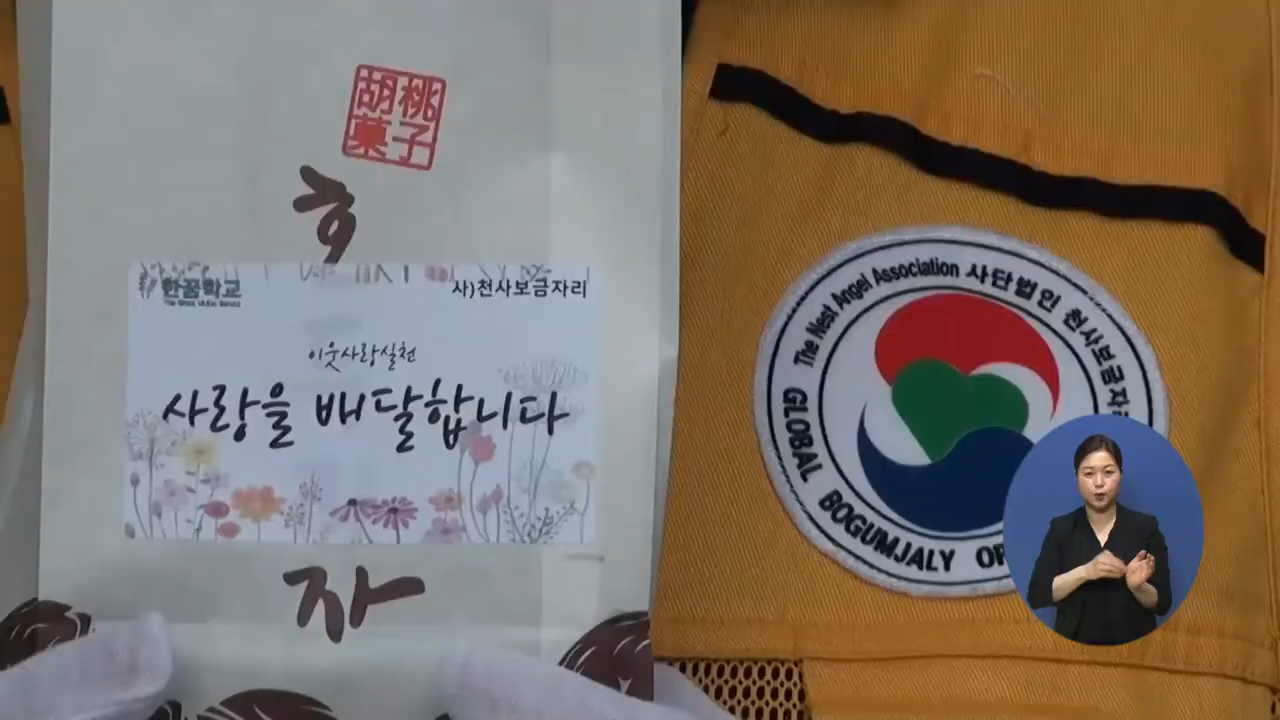 胡桃
菓子
호
한꿈학교
사)천사보금자리
이웃사랑실천
사랑을 배달합니다
자
The Nest Angel Association 사단법인 천사보금자
GLOBAL BOGUMJALY